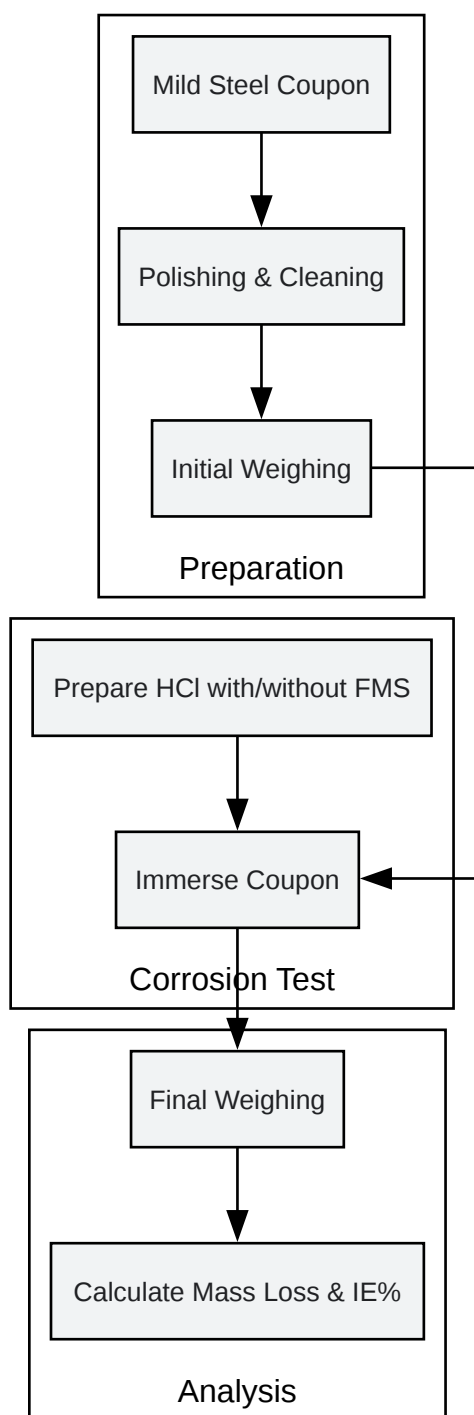 Mild Steel Coupon
Polishing & Cleaning
Initial Weighing
Preparation
Prepare HCl with/without FMS
Immerse Coupon
Corrosion Test
Final Weighing
Calculate Mass Loss & IE%
Analysis